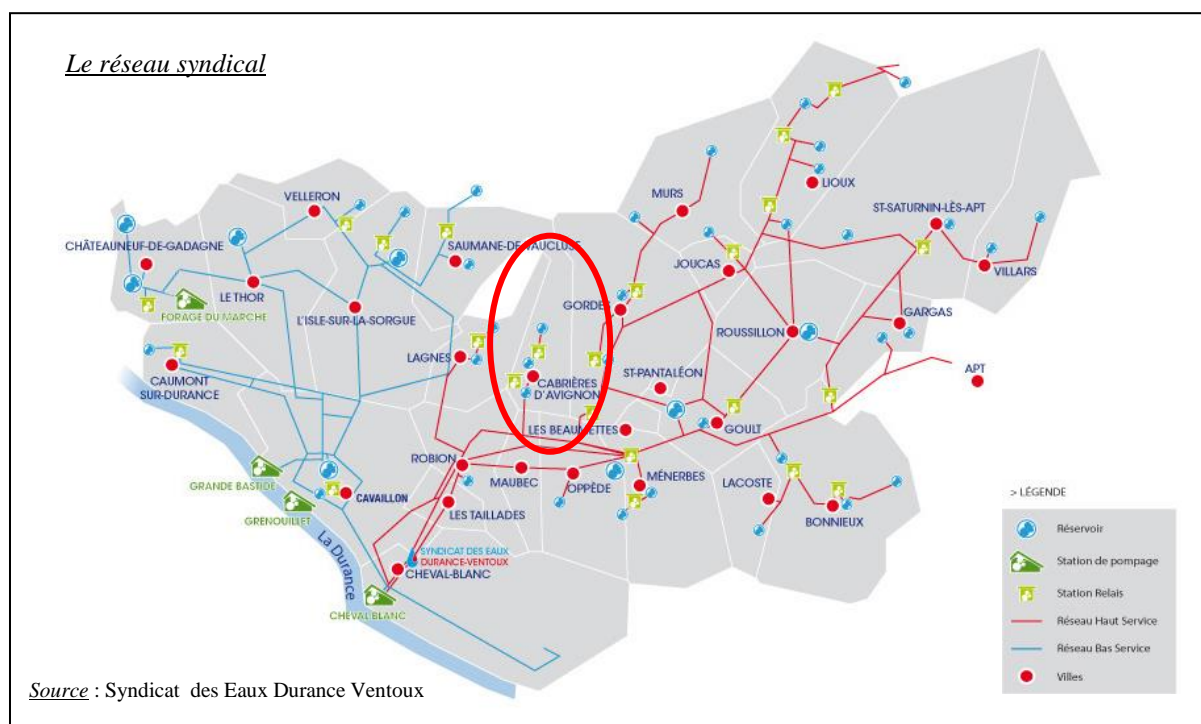 Le réseau syndical
LIOUX
MURS
VELLERON
ST-SATURNIN-LÈS-APT
CHÂTEAUNEUF-DE-GADAGNE
SAUMANE-DE-VAUCLUSE
JOUCAS
VILLARS
LE THOR
FORAGE DU MARCHE
L'ISLE-SUR-LA-SORGUE
GORDES
GARGAS
ROUSSILLON
LAGNES
ST-PANTALÉON
APT
CAUMONT
SUR-DURANCE
CABRIÈRES
D'AVIGNON
LES BEAUMETTES
GOULT
ROBION
MAUBEC
OPPÈDE
MÉNERBES
LACOSTE
GRANDE BASTIDE
CAVAILLON
GRENOUILLET
LES TAILLADES
BONNIEUX
La Durance
SYNDICAT DES EAUX
DURANCE-VENTOUX
CHEVAL-BLANC
CHEVAL BLANC
> LÉGENDE
Réservoir
Station de pompage
Station Relais
Réseau Haut Service
Réseau Bas Service
Villes
Source : Syndicat des Eaux Durance Ventoux